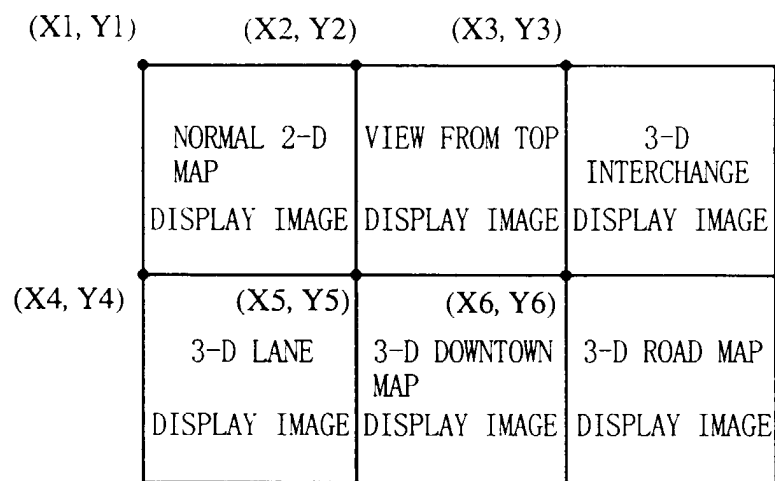 (X1, Y1) (X2, Y2) (X3, Y3)
NORMAL 2-D
MAP
DISPLAY IMAGE
VIEW FROM TOP
DISPLAY IMAGE
3-D
INTERCHANGE
DISPLAY IMAGE
(X4, Y4) (X5, Y5) (X6, Y6)
3-D LANE
DISPLAY IMAGE
3-D DOWNTOWN
MAP
DISPLAY IMAGE
3-D ROAD MAP
DISPLAY IMAGE